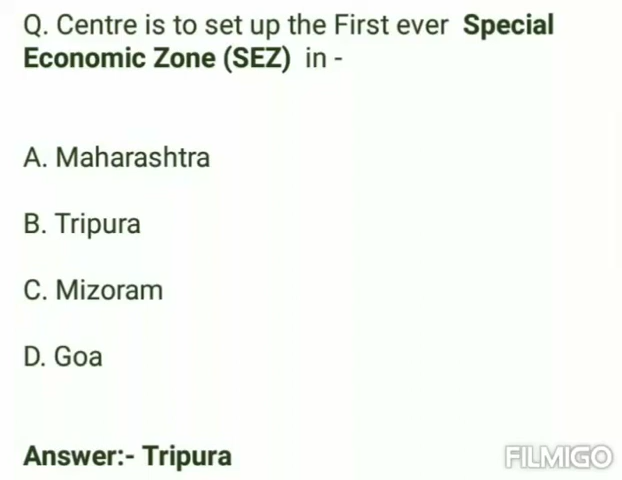 Q. Centre is to set up the First ever Special
Economic Zone (SEZ) in -
A. Maharashtra
B. Tripura
C. Mizoram
D. Goa
Answer:- Tripura
FILMIGO